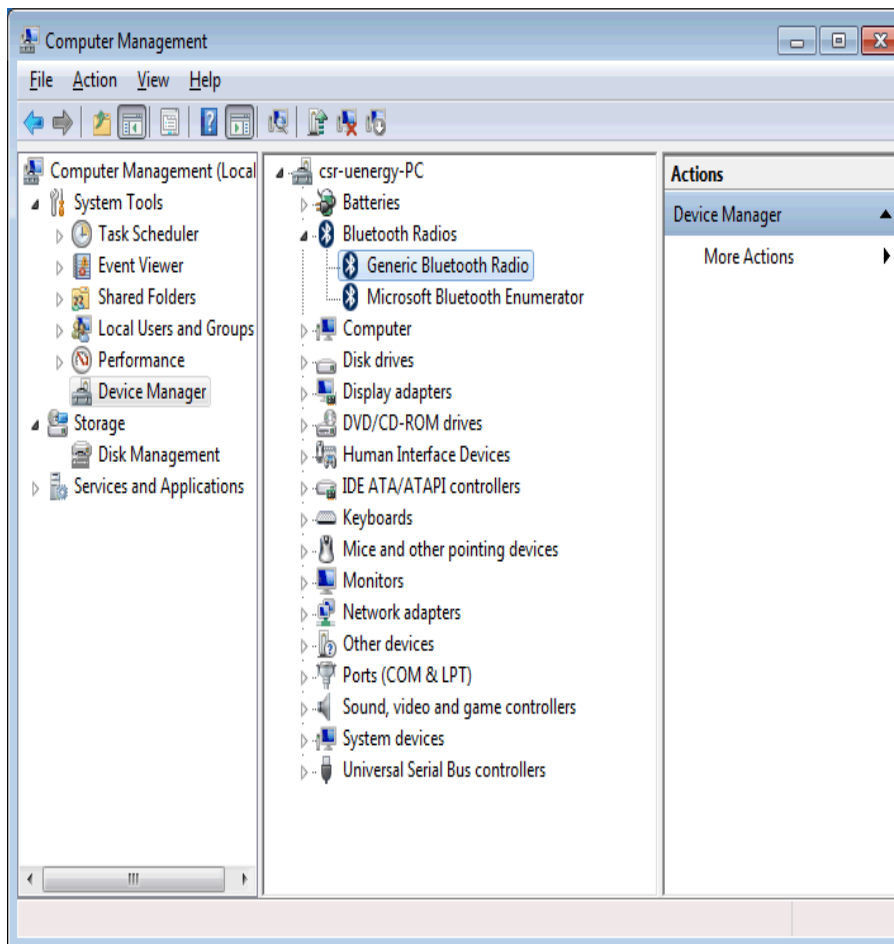 Computer Management
File Action View Help
Computer Management (Local
System Tools
Task Scheduler
Event Viewer
Shared Folders
Local Users and Groups
Performance
Device Manager
Storage
Disk Management
Services and Applications
csr-uenergy-PC
Batteries
Bluetooth Radios
Generic Bluetooth Radio
Microsoft Bluetooth Enumerator
Computer
Disk drives
Display adapters
DVD/CD-ROM drives
Human Interface Devices
IDE ATA/ATAPI controllers
Keyboards
Mice and other pointing devices
Monitors
Network adapters
Other devices
Ports (COM & LPT)
Sound, video and game controllers
System devices
Universal Serial Bus controllers
Actions
Device Manager
More Actions